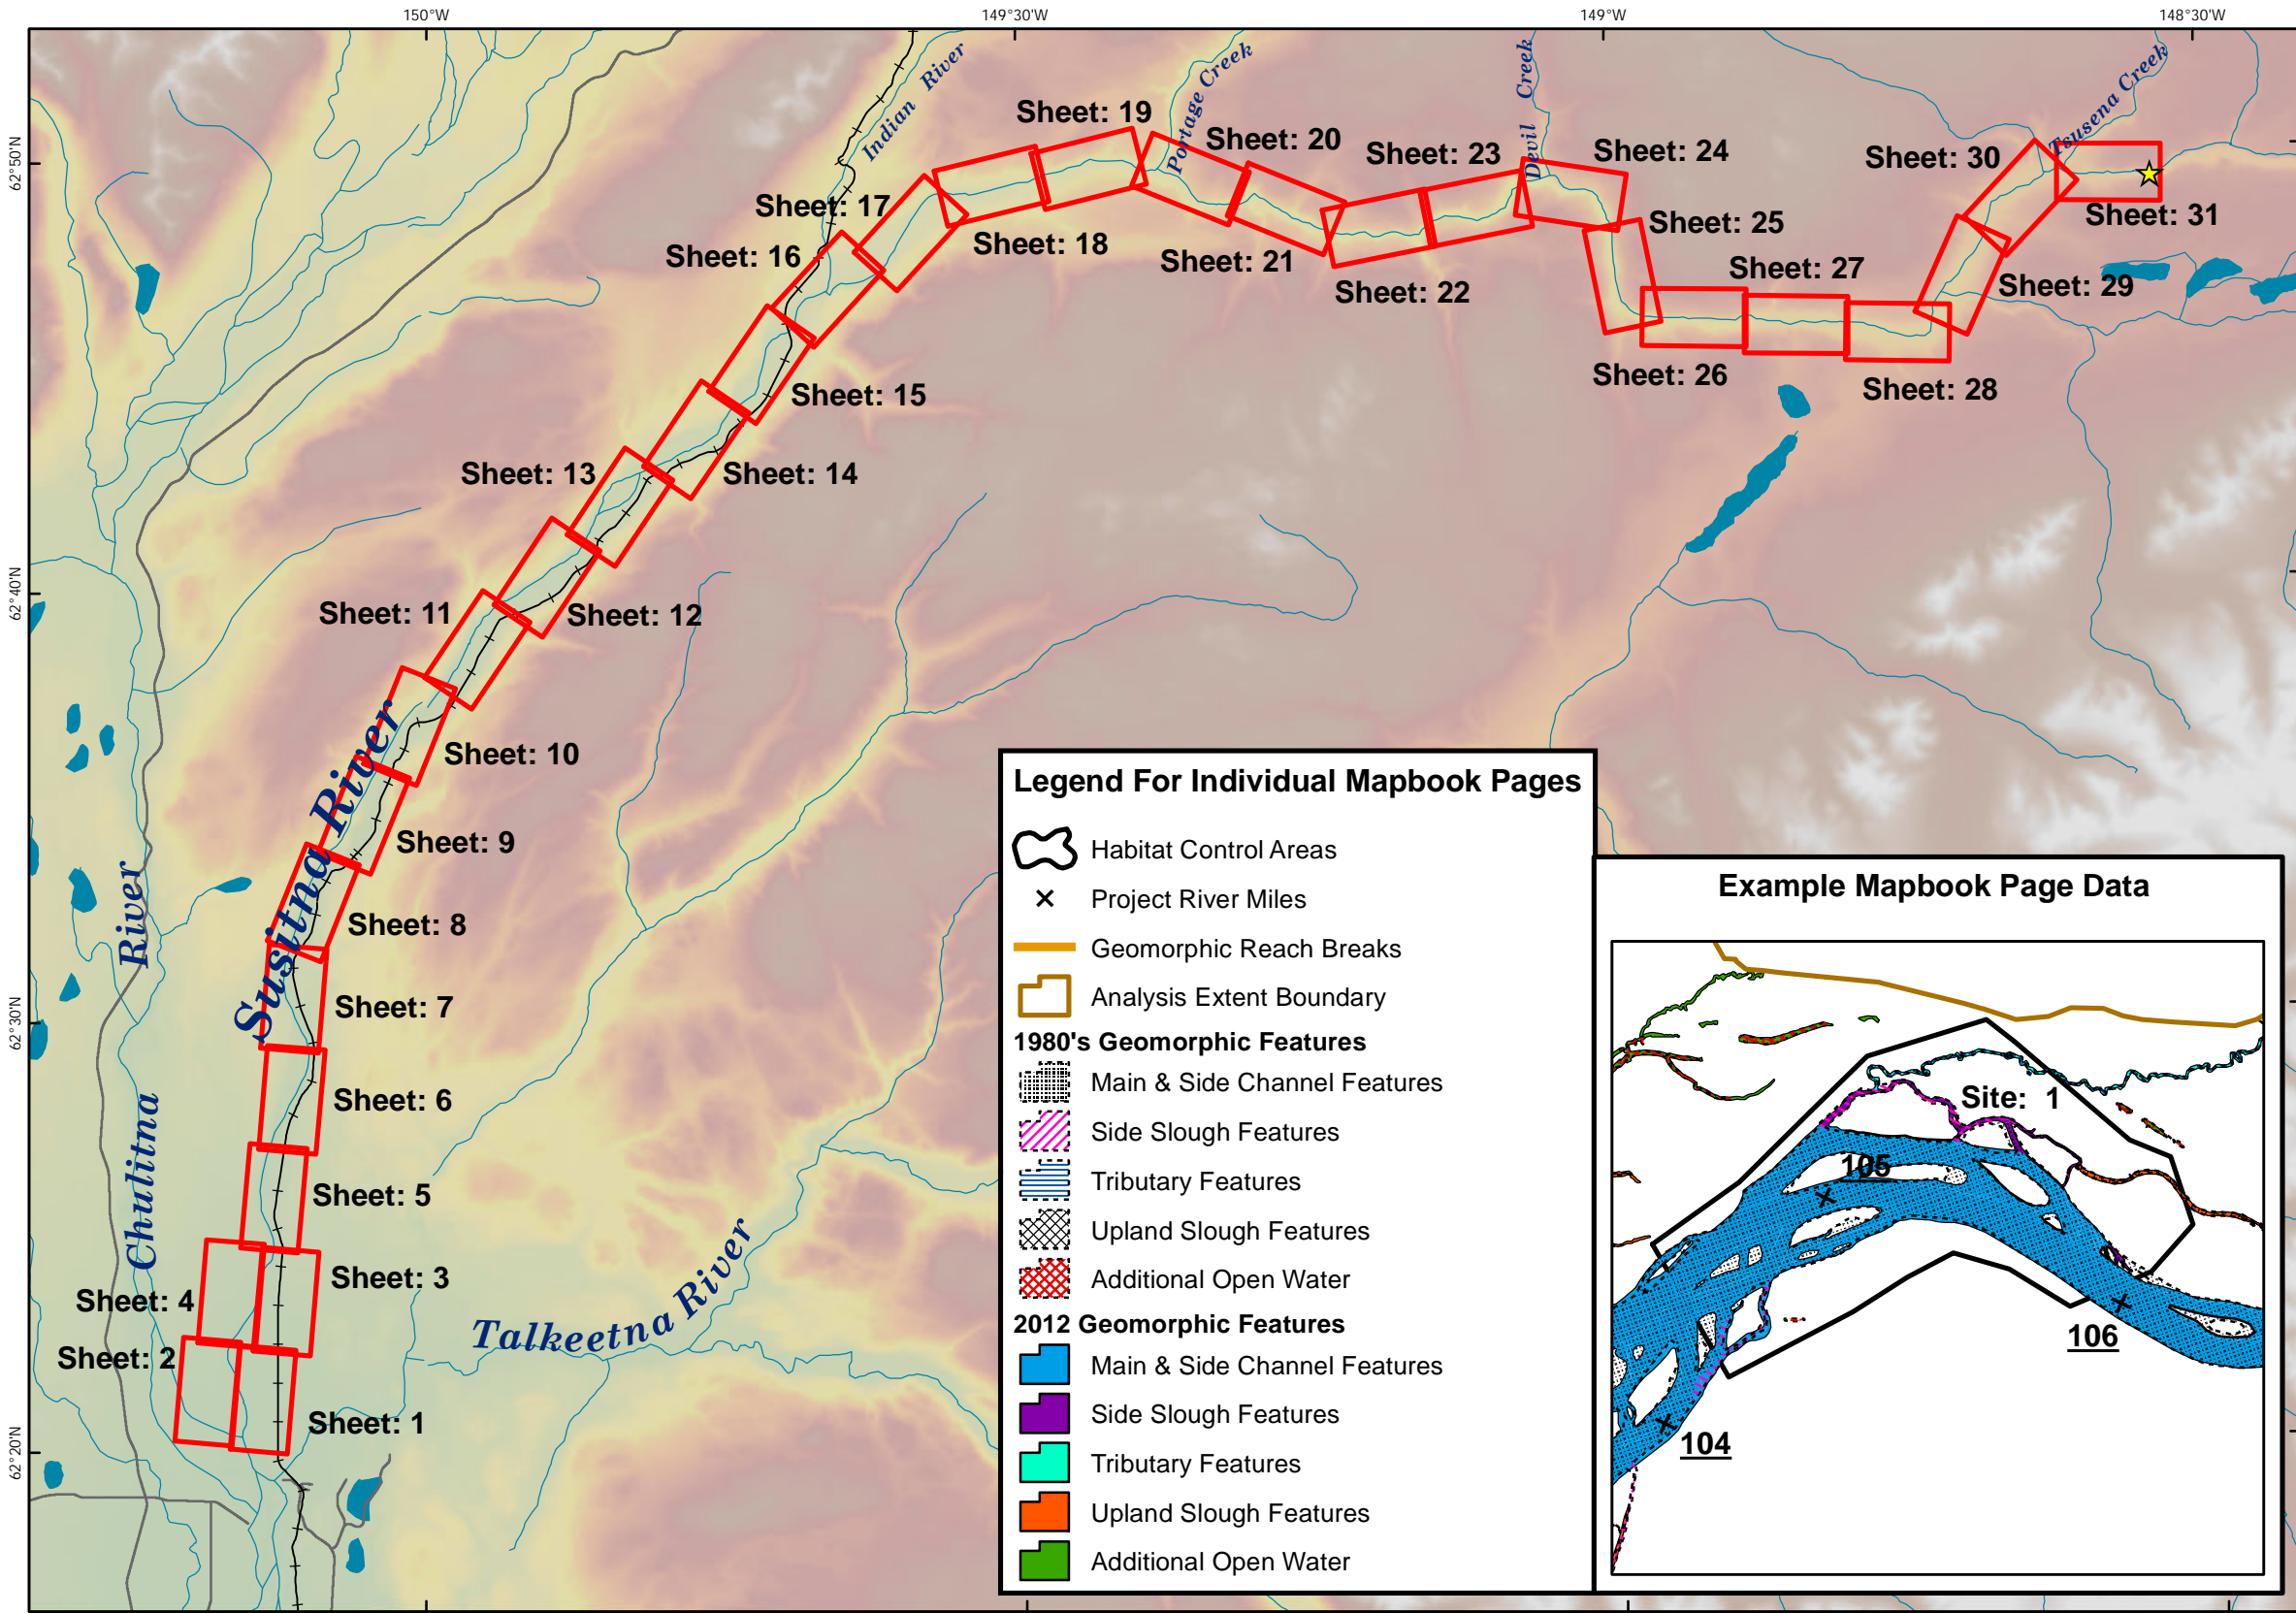 150°W
149°30'W
149°W
148°30'W
62°50'N
62°40'N
62°30'N
62°20'N
Indian River
Portage Creek
Devil Creek
Tsusena Creek
Sheet: 19
Sheet: 20
Sheet: 23
Sheet: 24
Sheet: 30
Sheet: 17
Sheet: 31
Sheet: 25
Sheet: 18
Sheet: 16
Sheet: 21
Sheet: 27
Sheet: 29
Sheet: 22
Sheet: 26
Sheet: 28
Sheet: 15
Sheet: 13
Sheet: 14
Sheet: 11
Sheet: 12
Sheet: 10
Sheet: 9
Sheet: 8
Sheet: 7
Sheet: 6
Sheet: 5
Sheet: 3
Sheet: 4
Sheet: 2
Sheet: 1
Susitna River
Chulitna River
Talkeetna River
Legend For Individual Mapbook Pages
Habitat Control Areas
Project River Miles
Geomorphic Reach Breaks
Analysis Extent Boundary
1980's Geomorphic Features
Main & Side Channel Features
Side Slough Features
Tributary Features
Upland Slough Features
Additional Open Water
2012 Geomorphic Features
Main & Side Channel Features
Side Slough Features
Tributary Features
Upland Slough Features
Additional Open Water
Example Mapbook Page Data
Site: 1
105
106
104